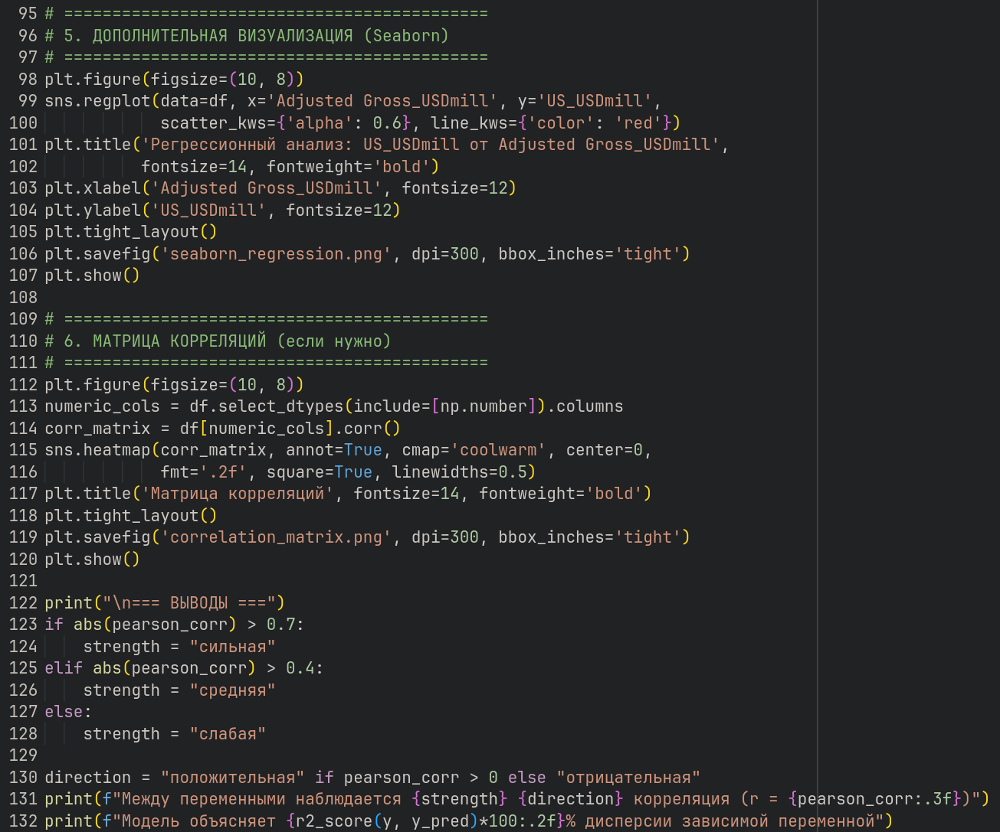 95 # ============================================
96 # 5. ДОПОЛНИТЕЛЬНАЯ ВИЗУАЛИЗАЦИЯ (Seaborn)
97 # ============================================
98 plt.figure(figsize=(10, 8))
99 sns.regplot(data=df, x='Adjusted Gross_USDmill', y='US_USDmill',
100             scatter_kws={'alpha': 0.6}, line_kws={'color': 'red'})
101 plt.title('Регрессионный анализ: US_USDmill от Adjusted Gross_USDmill',
102           fontsize=14, fontweight='bold')
103 plt.xlabel('Adjusted Gross_USDmill', fontsize=12)
104 plt.ylabel('US_USDmill', fontsize=12)
105 plt.tight_layout()
106 plt.savefig('seaborn_regression.png', dpi=300, bbox_inches='tight')
107 plt.show()
108
109 # ============================================
110 # 6. МАТРИЦА КОРРЕЛЯЦИЙ (если нужно)
111 # ============================================
112 plt.figure(figsize=(10, 8))
113 numeric_cols = df.select_dtypes(include=[np.number]).columns
114 corr_matrix = df[numeric_cols].corr()
115 sns.heatmap(corr_matrix, annot=True, cmap='coolwarm', center=0,
116             fmt='.2f', square=True, linewidths=0.5)
117 plt.title('Матрица корреляций', fontsize=14, fontweight='bold')
118 plt.tight_layout()
119 plt.savefig('correlation_matrix.png', dpi=300, bbox_inches='tight')
120 plt.show()
121
122 print("\n=== ВЫВОДЫ ===")
123 if abs(pearson_corr) > 0.7:
124     strength = "сильная"
125 elif abs(pearson_corr) > 0.4:
126     strength = "средняя"
127 else:
128     strength = "слабая"
129
130 direction = "положительная" if pearson_corr > 0 else "отрицательная"
131 print(f"Между переменными наблюдается {strength} {direction} корреляция (r = {pearson_corr:.3f})")
132 print(f"Модель объясняет {r2_score(y, y_pred)*100:.2f}% дисперсии зависимой переменной")